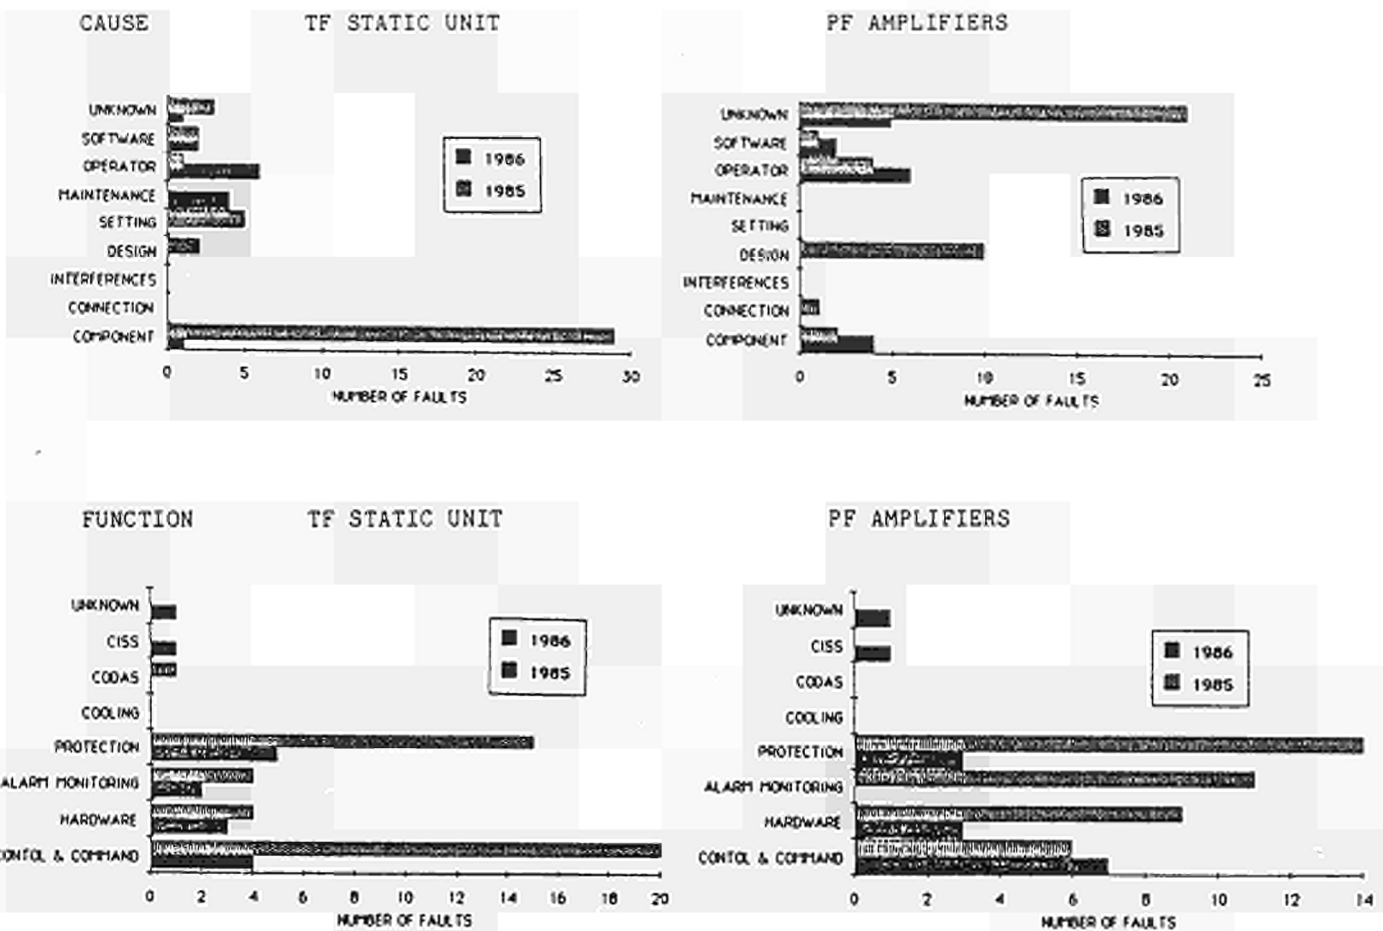 CAUSE TF STATIC UNIT PF AMPLIFIERS
UNKNOWN
SOFTWARE
OPERATOR
MAINTENANCE
SETTING
DESIGN
INTERFERENCES
CONNECTION
COMPONENT
1986
1985
0 5 10 15 20 25 30
NUMBER OF FAULTS
UNKNOWN
SOFTWARE
OPERATOR
MAINTENANCE
SETTING
DESIGN
INTERFERENCES
CONNECTION
COMPONENT
1986
1985
0 5 10 15 20 25
NUMBER OF FAULTS
FUNCTION TF STATIC UNIT PF AMPLIFIERS
UNKNOWN
CISS
CODAS
COOLING
PROTECTION
ALARM MONITORING
HARDWARE
CONTOL & COMMAND
1986
1985
0 2 4 6 8 10 12 14 16 18 20
NUMBER OF FAULTS
UNKNOWN
CISS
CODAS
COOLING
PROTECTION
ALARM MONITORING
HARDWARE
CONTOL & COMMAND
1986
1985
0 2 4 6 8 10 12 14
NUMBER OF FAULTS